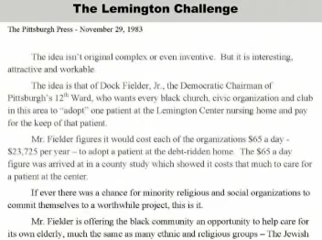 The Lemington Challenge
The Pittsburgh Press - November 29, 1983
The idea isn't original complex or even inventive. But it is interesting,
attractive and workable
The idea is that of Dock Fielder, Jr., the Democratic Chairman of
Pittsburgh's 12th Ward, who wants every black church, civic organization and club
in this area to "adopt" one patient at the Lemington Center nursing home and pay
for the keep of that patient.
Mr. Fielder figures it would cost each of the organizations $65 a day -
$23,725 per year – to adopt a patient at the debt-ridden home. The $65 a day
figure was arrived at in a county study which showed it costs that much to care for
a patient at the center.
If ever there was a chance for minority religious and social organizations to
commit themselves to a worthwhile project, this is it.
Mr. Fielder is offering the black community an opportunity to help care for
its own elderly, much the same as many ethnic and religious groups – The Jewish